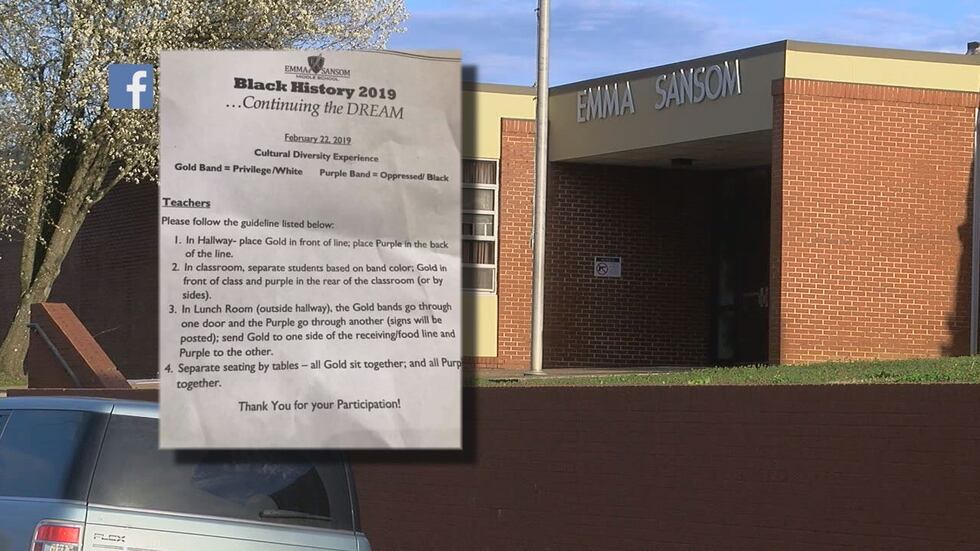 f
EMMA SANSOM
EMMA SANSOM
MIDDLE SCHOOL
Black History 2019
...Continuing the DREAM
February 22, 2019
Cultural Diversity Experience
Gold Band = Privilege/White Purple Band = Oppressed/ Black
Teachers
Please follow the guideline listed below:
1. In Hallway- place Gold in front of line; place Purple in the back
of the line.
2. In classroom, separate students based on band color; Gold in
front of class and purple in the rear of the classroom (or by
sides).
3. In Lunch Room (outside hallway), the Gold bands go through
one door and the Purple go through another (signs will be
posted); send Gold to one side of the receiving/food line and
Purple to the other.
4. Separate seating by tables – all Gold sit together; and all Purp
together.
Thank You for your Participation!
FLEX